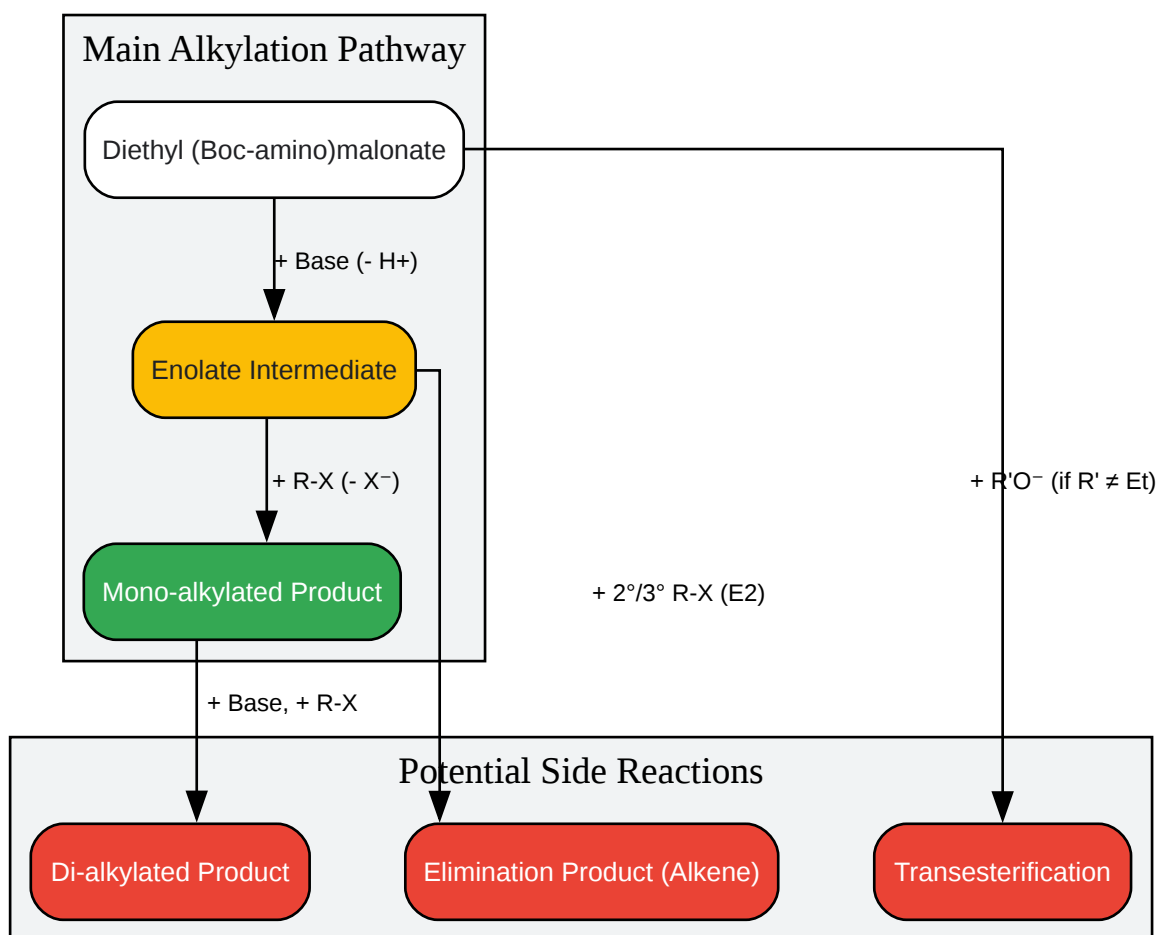 Main Alkylation Pathway
Diethyl (Boc-amino)malonate
+ Base (- H+)
Enolate Intermediate
+ R-X (- X⁻)
+ R'O⁻ (if R' ≠ Et)
Mono-alkylated Product
+ 2°/3° R-X (E2)
+ Base, + R-X
Potential Side Reactions
Di-alkylated Product
Elimination Product (Alkene)
Transesterification